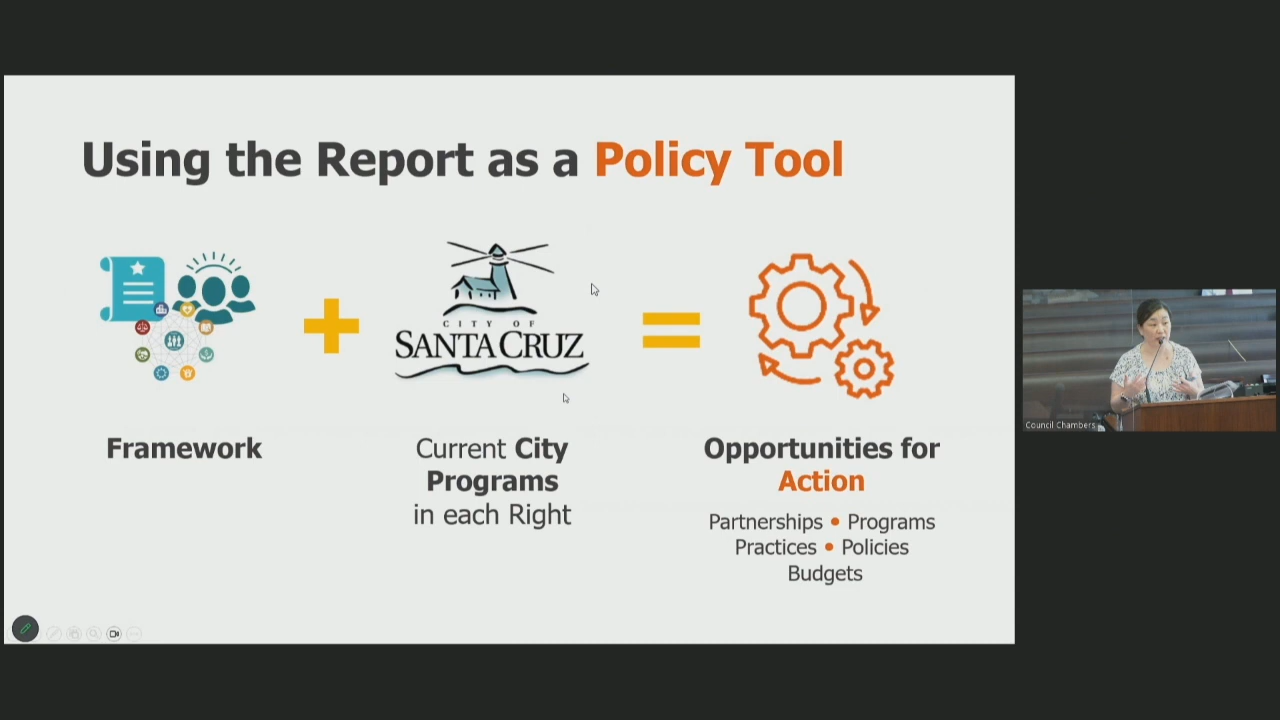 Using the Report as a Policy Tool
CITY OF
SANTA CRUZ
Framework
Current City
Programs
in each Right
Opportunities for
Action
Partnerships • Programs
Practices • Policies
Budgets
Council Chambers